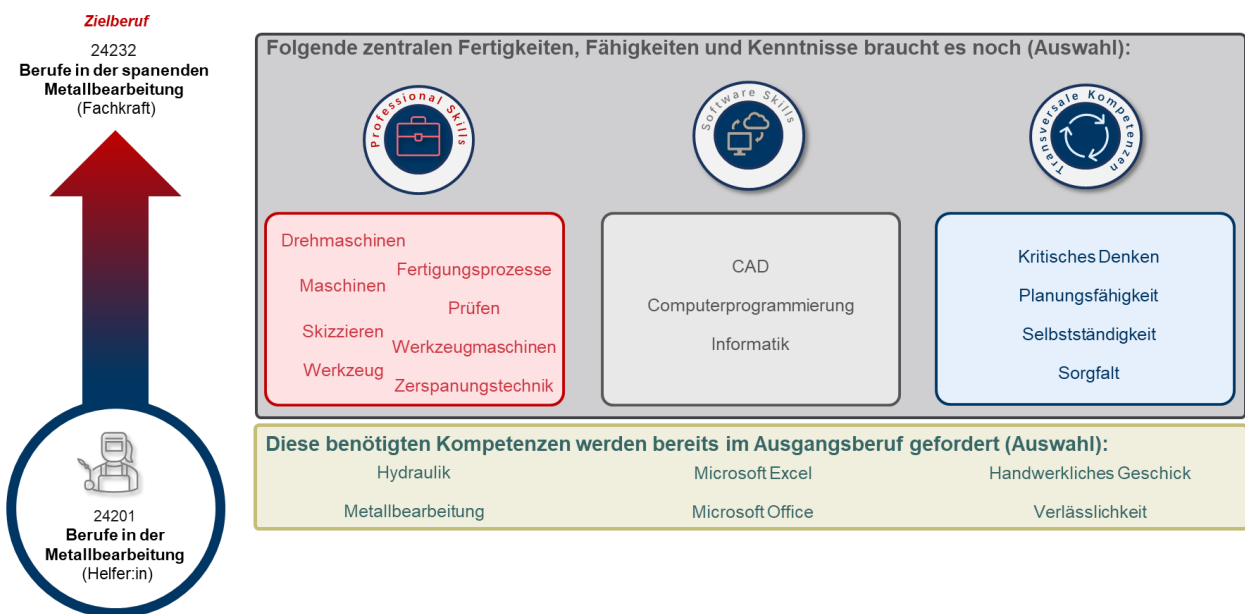 Zielberuf
24232
Berufe in der spanenden
Metallbearbeitung
(Fachkraft)
24201
Berufe in der
Metallbearbeitung
(Helfer:in)
Folgende zentralen Fertigkeiten, Fähigkeiten und Kenntnisse braucht es noch (Auswahl):
Professional Skills
Software Skills
Transversale Kompetenzen
Drehmaschinen
Fertigungsprozesse
Maschinen
Prüfen
Skizzieren
Werkzeugmaschinen
Werkzeug
Zerspanungstechnik
CAD
Computerprogrammierung
Informatik
Kritisches Denken
Planungsfähigkeit
Selbstständigkeit
Sorgfalt
Diese benötigten Kompetenzen werden bereits im Ausgangsberuf gefordert (Auswahl):
Hydraulik
Microsoft Excel
Handwerkliches Geschick
Metallbearbeitung
Microsoft Office
Verlässlichkeit